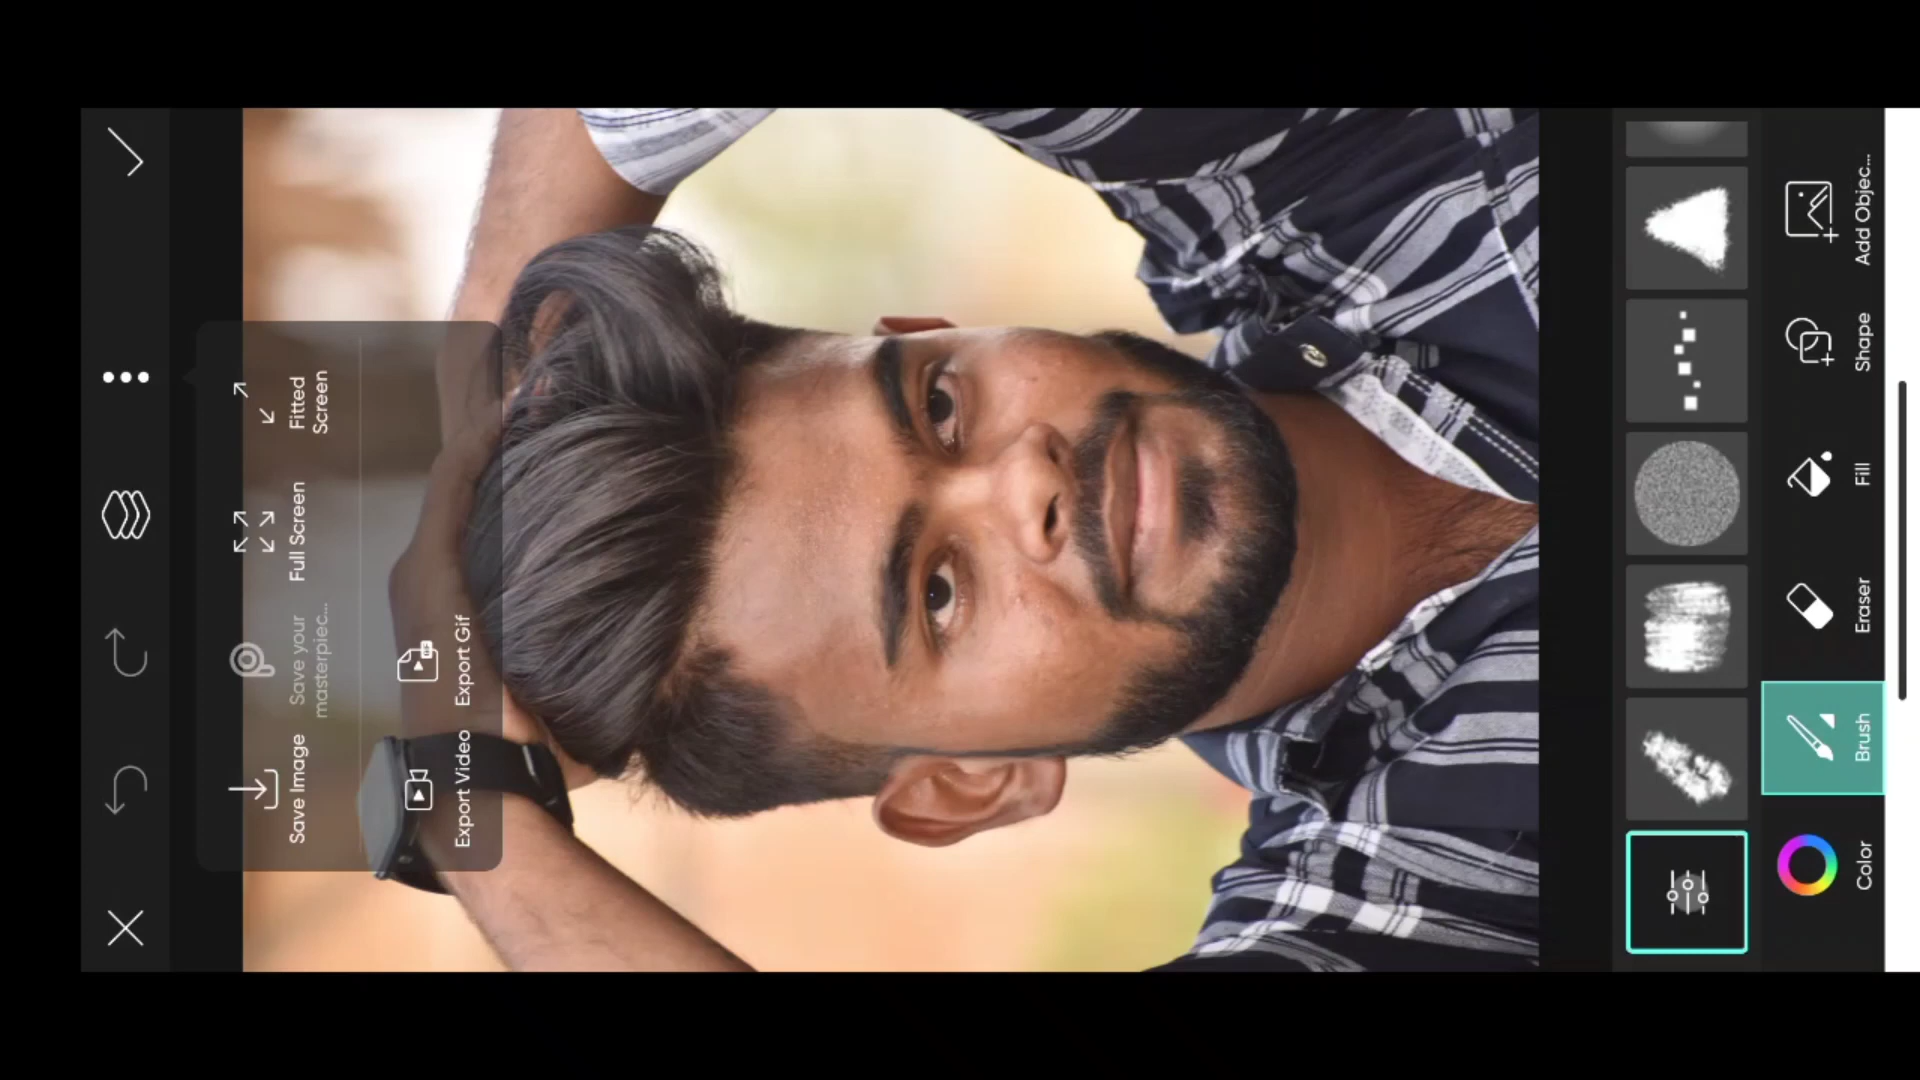 Save Image
Save your
masterpiec...
Full Screen
Fitted
Screen
Export Video
Export Gif
Color
Brush
Eraser
Fill
Shape
Add Objec...